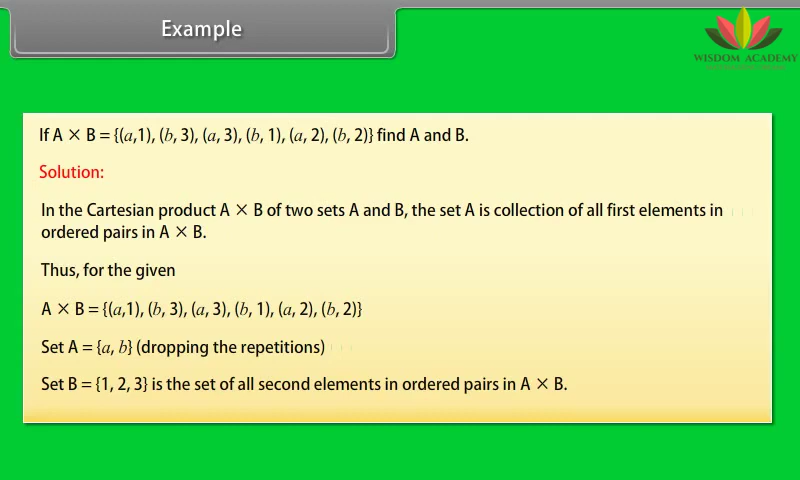 Example
WISDOM ACADEMY
If A × B = {(a,1), (b, 3), (a, 3), (b, 1), (a, 2), (b, 2)} find A and B.
Solution:
In the Cartesian product A × B of two sets A and B, the set A is collection of all first elements in
ordered pairs in A × B.
Thus, for the given
A × B = {(a,1), (b, 3), (a, 3), (b, 1), (a, 2), (b, 2)}
Set A = {a, b} (dropping the repetitions)
Set B = {1, 2, 3} is the set of all second elements in ordered pairs in A × B.